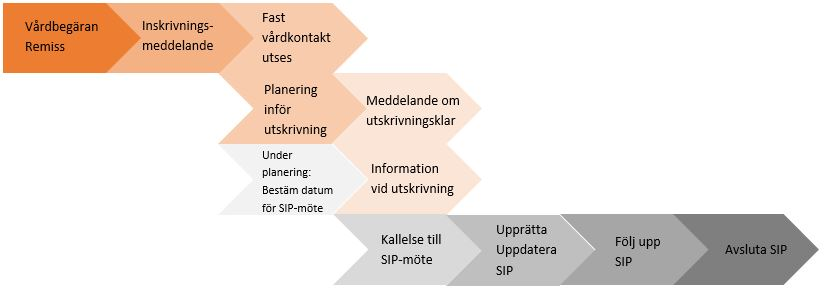 Vårdbegäran
Remiss
Inskrivnings-
meddelande
Fast
vårdkontakt
utses
Planering
inför
utskrivning
Meddelande om
utskrivningsklar
Under
planering:
Bestäm datum
för SIP-möte
Information
vid utskrivning
Kallelse till
SIP-möte
Upprätta
Uppdatera
SIP
Följ upp
SIP
Avsluta SIP